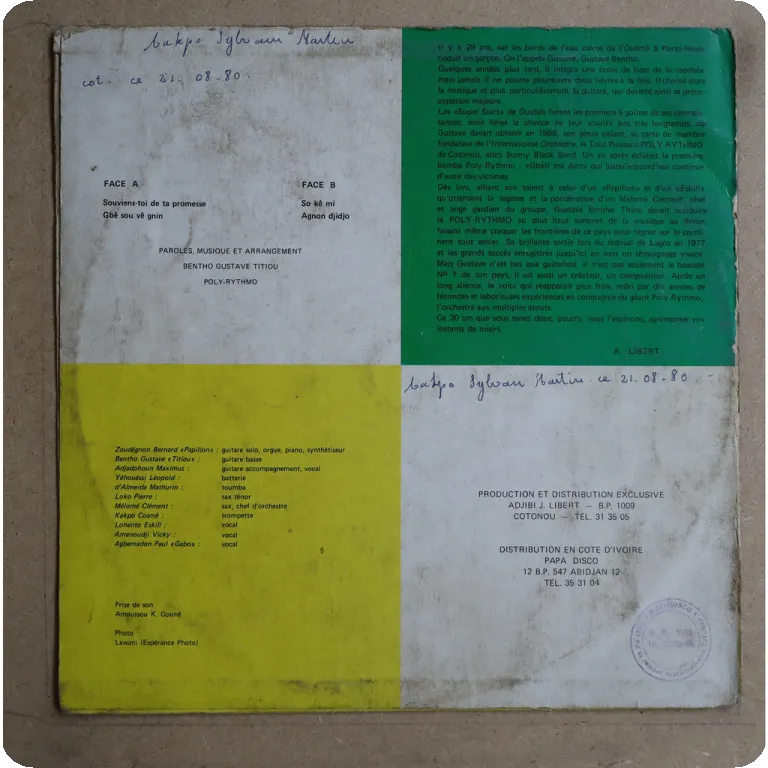 Cakpo Sylvain Martin
cot. ce 21. 08. 80.
FACE A
Souviens-toi de ta promesse
Gbê sou vê gnin
FACE B
So kê mi
Agnon djidjo
PAROLES, MUSIQUE ET ARRANGEMENT
BENTHO GUSTAVE TITIOU
POLY-RYTHMO
Il y a 29 ans, sur les bords de l'eau calme de l'Ouémé à Porto-Novo,
naquit un garçon. On l'appela Gustave, Gustave Bentho.
Quelques années plus tard, il intégra une école de base de la capitale
mais jamais il ne pourra poursuivre deux lièvres à la fois. Il choisit alors
la musique et plus particulièrement la guitare, qui devient ainsi sa préoc-
cupation majeure.
Les «Super Stars» de Ouidah furent les premiers à goûter de ses connais-
sances; mais hélas la chance ne leur sourira pas très longtemps, car
Gustave devait obtenir en 1968, son génie aidant, sa carte de membre
fondateur de l'International Orchestre, le Tout Puissant POLY-RYTHMO
de Cotonou, alors Sunny Black Band. Un an après éclatait la première
bombe Poly-Rythmo : «Gbêti ma djro» qui jusqu'aujourd'hui continue
d'avoir des victimes.
Dès lors, alliant son talent à celui d'un «Papillon» et d'un «Eskill»
qu'orientent la sagesse et la pondération d'un Mélomé Clément, chef
et ange gardien du groupe, Gustave Bentho Titiou devait conduire
le POLY-RYTHMO au plus haut sommet de la musique au Bénin,
faisant même craquer les frontières de ce pays pour régner sur le conti-
nent tout entier. Sa brillante sortie lors du festival de Lagos en 1977
et les grands succès enregistrés jusqu'ici en sont un témoignage vivant.
Mais Gustave n'est pas que guitariste, il n'est pas seulement le bassiste
N° 1 de son pays, il est aussi un créateur, un compositeur. Après un
long silence, le voici qui réapparaît plus frais, mûri par dix années de
fécondes et laborieuses expériences en compagnie du géant Poly-Rythmo,
l'orchestre aux multiples atouts.
Ce 30 cm que vous tenez donc, pourra, nous l'espérons, agrémenter vos
instants de loisirs.
A. LIBERT
Zoudégnon Bernard «Papillon» : guitare solo, orgue, piano, synthétiseur
Bentho Gustave «Titiou» : guitare basse
Adjadohoun Maximus : guitare accompagnement, vocal
Yèhouéssi Léopold : batterie
d'Almeida Mathurin : toumba
Loko Pierre : sax ténor
Mélomé Clément : sax, chef d'orchestre
Kakpo Cosmé : trompette
Lohento Eskill : vocal
Amenoudji Vicky : vocal
Agbemadon Paul «Gabo» : vocal
Prise de son
Amoussou K. Cosmé
Photo
Lawani (Espérance Photo)
Cakpo Sylvain Martin ce 21. 08. 80.
PRODUCTION ET DISTRIBUTION EXCLUSIVE
ADJIBI J. LIBERT — B.P. 1009
COTONOU — TEL. 31 35 05
DISTRIBUTION EN COTE D'IVOIRE
PAPA DISCO
12 B.P. 547 ABIDJAN 12
TEL. 35 31 04